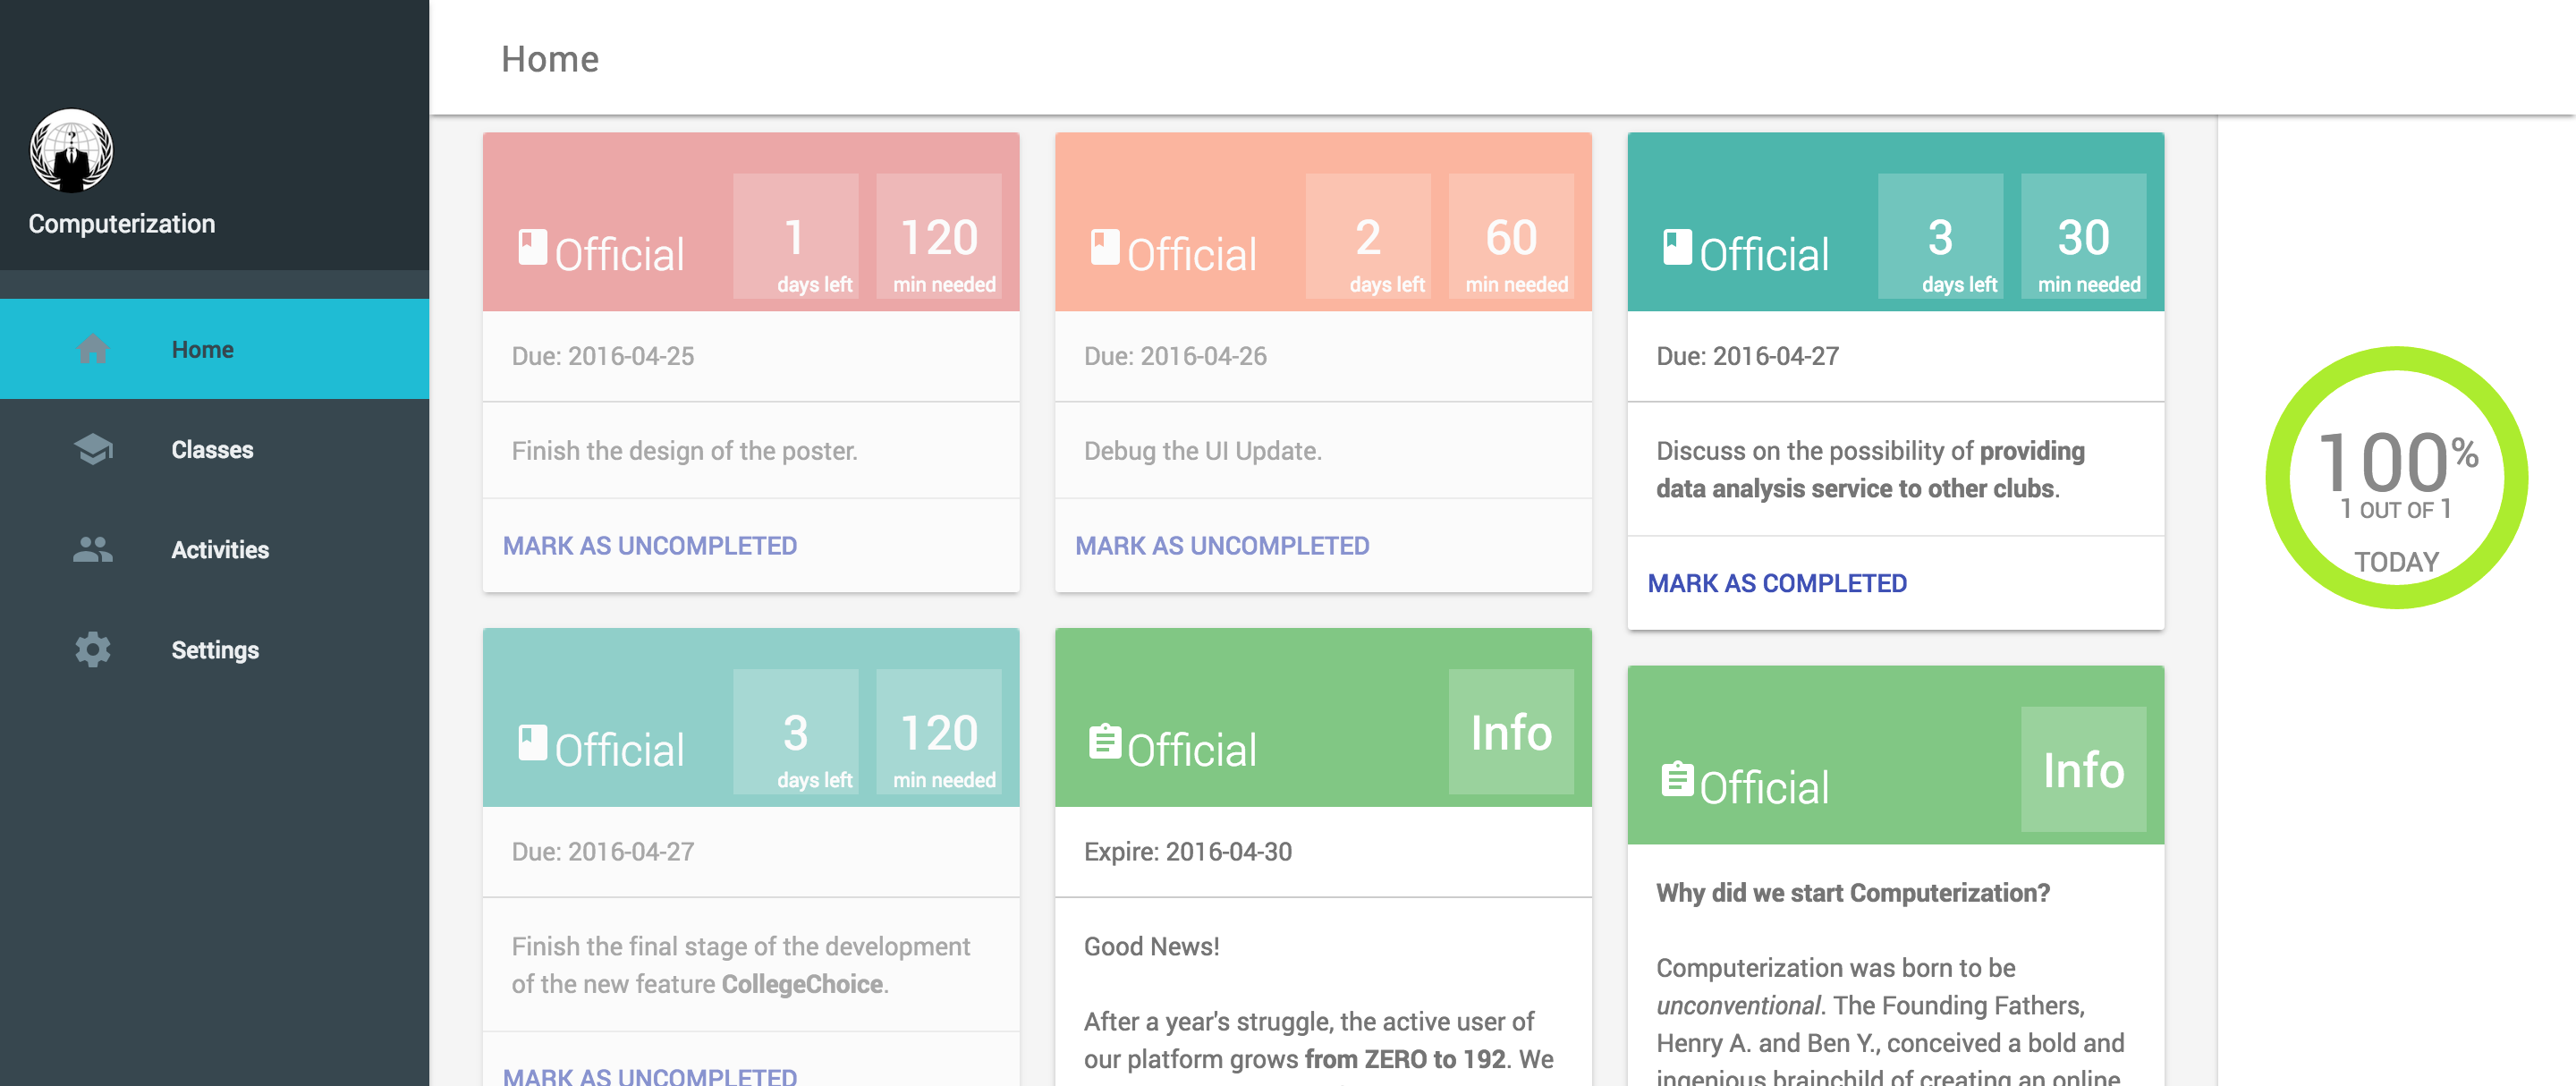 Home
Computerization
Home
Classes
Activities
Settings
Official
1
days left
120
min needed
Due: 2016-04-25
Finish the design of the poster.
MARK AS UNCOMPLETED
Official
2
days left
60
min needed
Due: 2016-04-26
Debug the UI Update.
MARK AS UNCOMPLETED
Official
3
days left
30
min needed
Due: 2016-04-27
Discuss on the possibility of providing
data analysis service to other clubs.
MARK AS COMPLETED
Official
3
days left
120
min needed
Due: 2016-04-27
Finish the final stage of the development
of the new feature CollegeChoice.
MARK AS UNCOMPLETED
Official
Info
Expire: 2016-04-30
Good News!
After a year's struggle, the active user of
our platform grows from ZERO to 192. We
Official
Info
Why did we start Computerization?
Computerization was born to be
unconventional. The Founding Fathers,
Henry A. and Ben Y., conceived a bold and
ingenious brainchild of creating an online
100%
1 OUT OF 1
TODAY